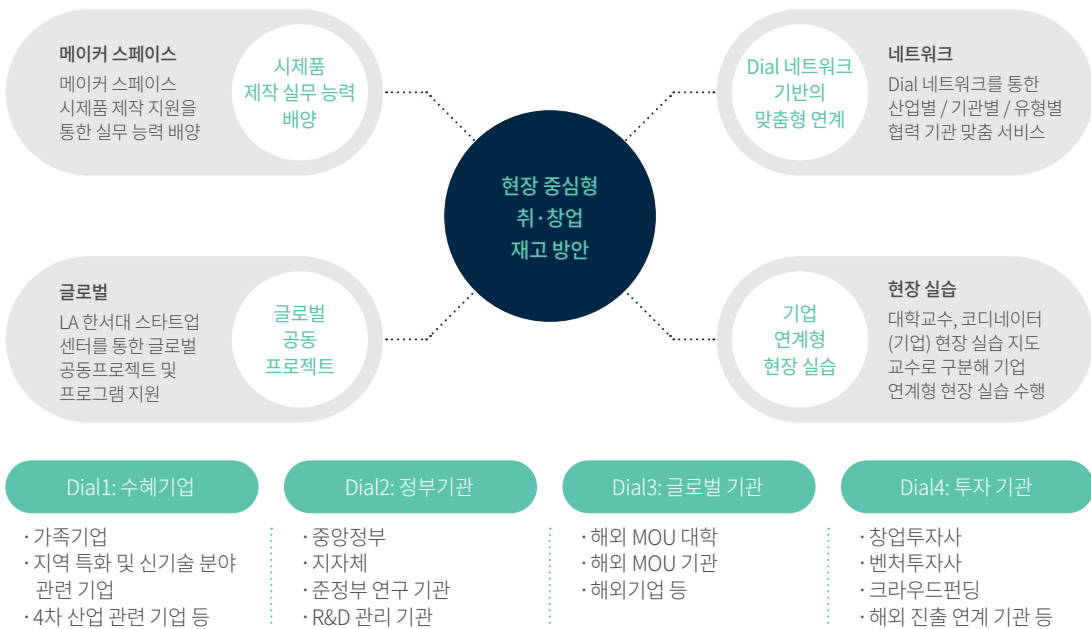 메이커 스페이스
메이커 스페이스
시제품 제작 지원을
통한 실무 능력 배양
시제품
제작 실무 능력
배양
Dial 네트워크
기반의
맞춤형 연계
네트워크
Dial 네트워크를 통한
산업별 / 기관별 / 유형별
협력 기관 맞춤 서비스
현장 중심형
취·창업
재고 방안
글로벌
LA 한서대 스타트업
센터를 통한 글로벌
공동프로젝트 및
프로그램 지원
글로벌
공동
프로젝트
기업
연계형
현장 실습
현장 실습
대학교수, 코디네이터
(기업) 현장 실습 지도
교수로 구분해 기업
연계형 현장 실습 수행
Dial1: 수혜기업
· 가족기업
· 지역 특화 및 신기술 분야
관련 기업
· 4차 산업 관련 기업 등
Dial2: 정부기관
· 중앙정부
· 지자체
· 준정부 연구 기관
· R&D 관리 기관
Dial3: 글로벌 기관
· 해외 MOU 대학
· 해외 MOU 기관
· 해외기업 등
Dial4: 투자 기관
· 창업투자사
· 벤처투자사
· 크라우드펀딩
· 해외 진출 연계 기관 등